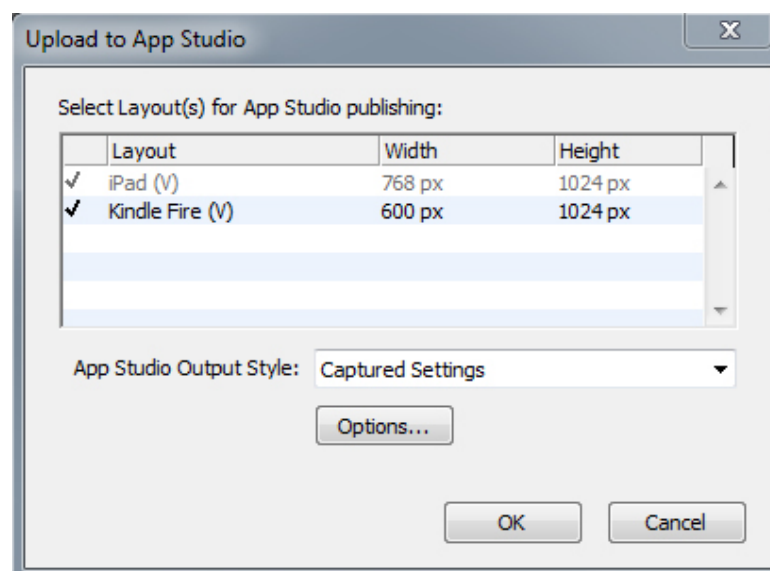 Upload to App Studio
Select Layout(s) for App Studio publishing:
Layout Width Height
iPad (V) 768 px 1024 px
Kindle Fire (V) 600 px 1024 px
App Studio Output Style: Captured Settings
Options...
OK Cancel